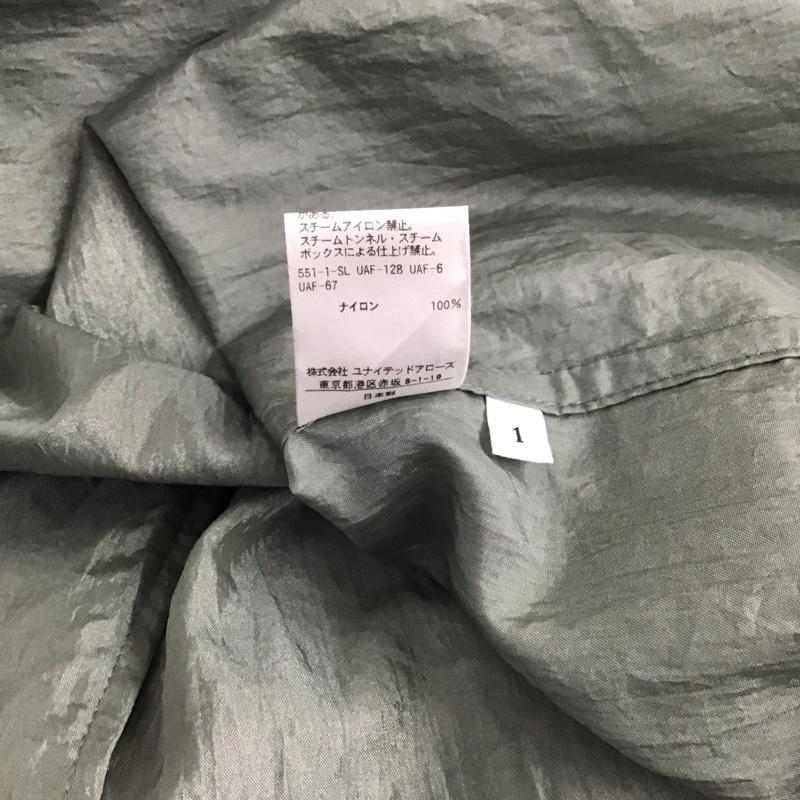 がある。
スチームアイロン禁止。
スチームトンネル・スチーム
ボックスによる仕上げ禁止。
551-1-SL UAF-128 UAF-6
UAF-67
ナイロン 100%
株式会社 ユナイテッドアローズ
東京都港区赤坂 8-1-19
日本製
1